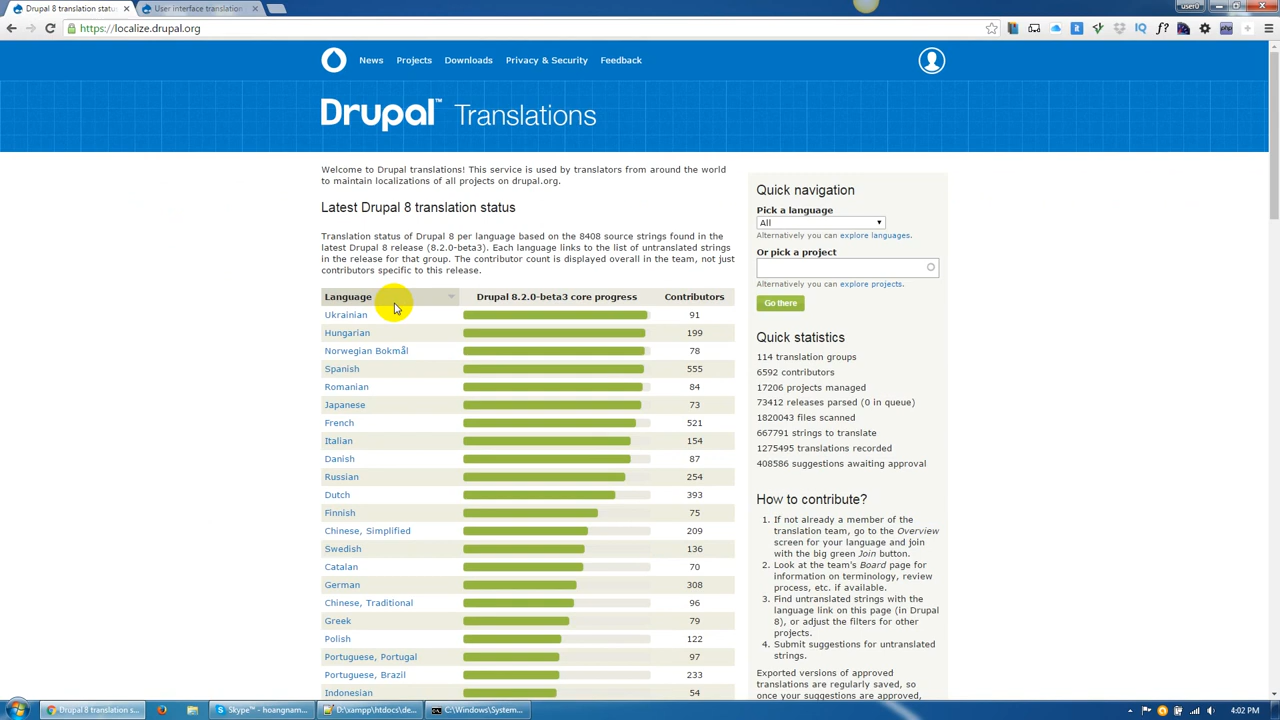 Drupal 8 translation status
User interface translation
user0
https://localize.drupal.org
News Projects Downloads Privacy & Security Feedback
Drupal™ Translations
Welcome to Drupal translations! This service is used by translators from around the world
to maintain localizations of all projects on drupal.org.
Latest Drupal 8 translation status
Translation status of Drupal 8 per language based on the 8408 source strings found in the
latest Drupal 8 release (8.2.0-beta3). Each language links to the list of untranslated strings
in the release for that group. The contributor count is displayed overall in the team, not just
contributors specific to this release.
Language Drupal 8.2.0-beta3 core progress Contributors
Ukrainian 91
Hungarian 199
Norwegian Bokmål 78
Spanish 555
Romanian 84
Japanese 73
French 521
Italian 154
Danish 87
Russian 254
Dutch 393
Finnish 75
Chinese, Simplified 209
Swedish 136
Catalan 70
German 308
Chinese, Traditional 96
Greek 79
Polish 122
Portuguese, Portugal 97
Portuguese, Brazil 233
Indonesian 54
Quick navigation
Pick a language
All
Alternatively you can explore languages.
Or pick a project
Alternatively you can explore projects.
Go there
Quick statistics
114 translation groups
6592 contributors
17206 projects managed
73412 releases parsed (0 in queue)
1820043 files scanned
667791 strings to translate
1275495 translations recorded
408586 suggestions awaiting approval
How to contribute?
1. If not already a member of the
translation team, go to the Overview
screen for your language and join
with the big green Join button.
2. Look at the team's Board page for
information on terminology, review
process, etc. if available.
3. Find untranslated strings with the
language link on this page (in Drupal
8), or adjust the filters for other
projects.
4. Submit suggestions for untranslated
strings.
Exported versions of approved
translations are regularly saved, so
once your suggestions are approved,
Drupal 8 translation s...
Skype™ - hoangnam...
D:\xampp\htdocs\de...
C:\Windows\System...
4:02 PM